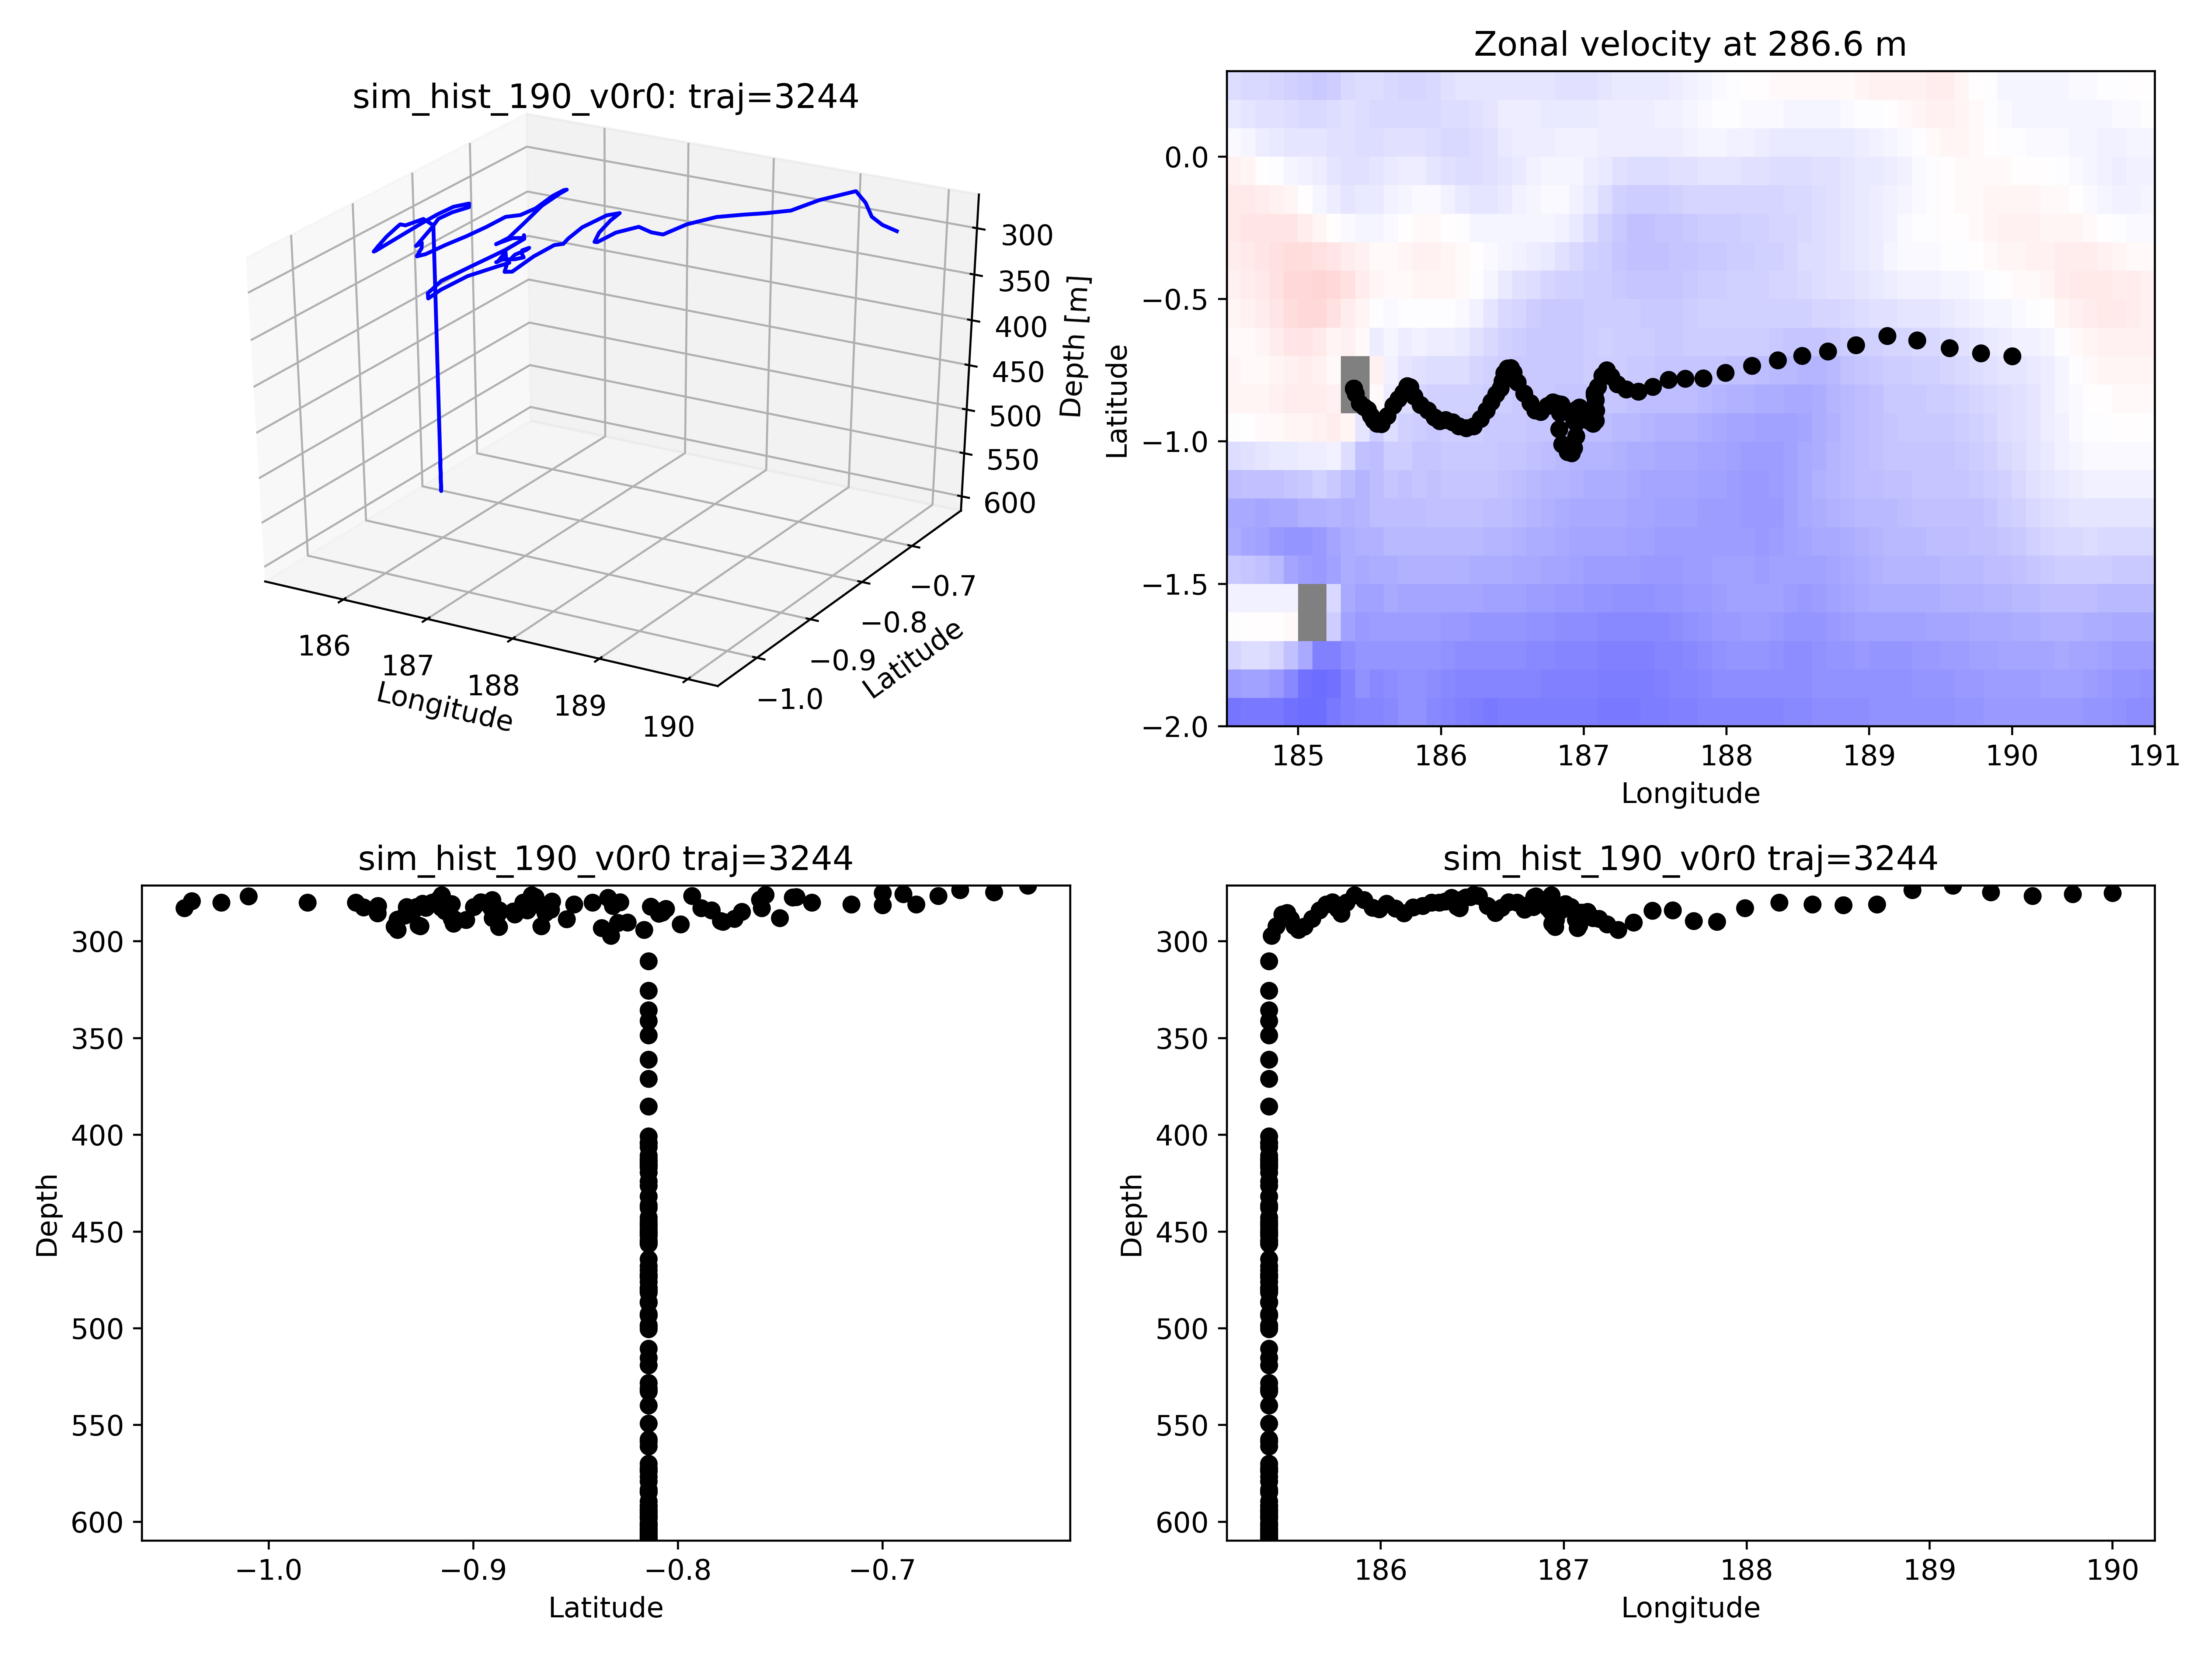 sim_hist_190_v0r0: traj=3244
300
350
400
450
500
550
600
Depth [m]
−0.7
−0.8
−0.9
−1.0
Latitude
186
187
188
189
190
Longitude
Zonal velocity at 286.6 m
0.0
−0.5
−1.0
−1.5
−2.0
Latitude
185 186 187 188 189 190 191
Longitude
sim_hist_190_v0r0 traj=3244
300
350
400
450
500
550
600
Depth
−1.0 −0.9 −0.8 −0.7
Latitude
sim_hist_190_v0r0 traj=3244
300
350
400
450
500
550
600
Depth
186 187 188 189 190
Longitude